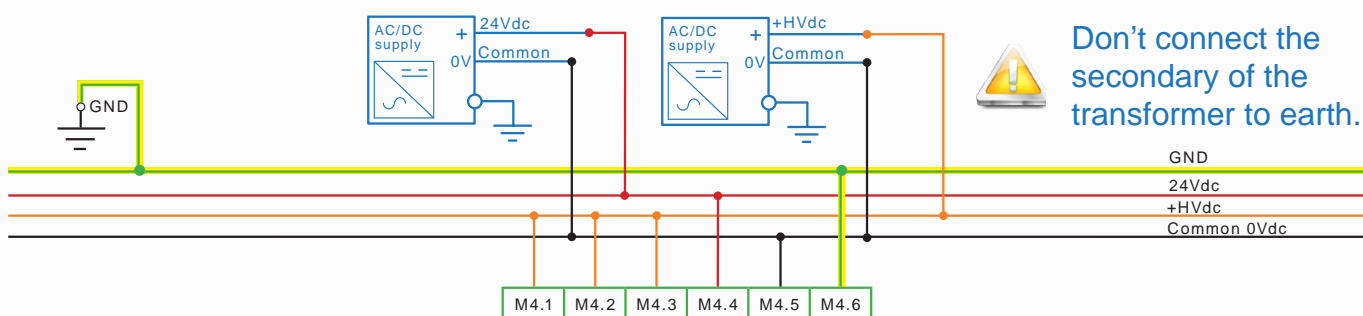 AC/DC
supply
+
0V
24Vdc
Common
AC/DC
supply
+
0V
+HVdc
Common
Don't connect the
secondary of the
transformer to earth.
GND
GND
24Vdc
+HVdc
Common 0Vdc
M4.1 M4.2 M4.3 M4.4 M4.5 M4.6